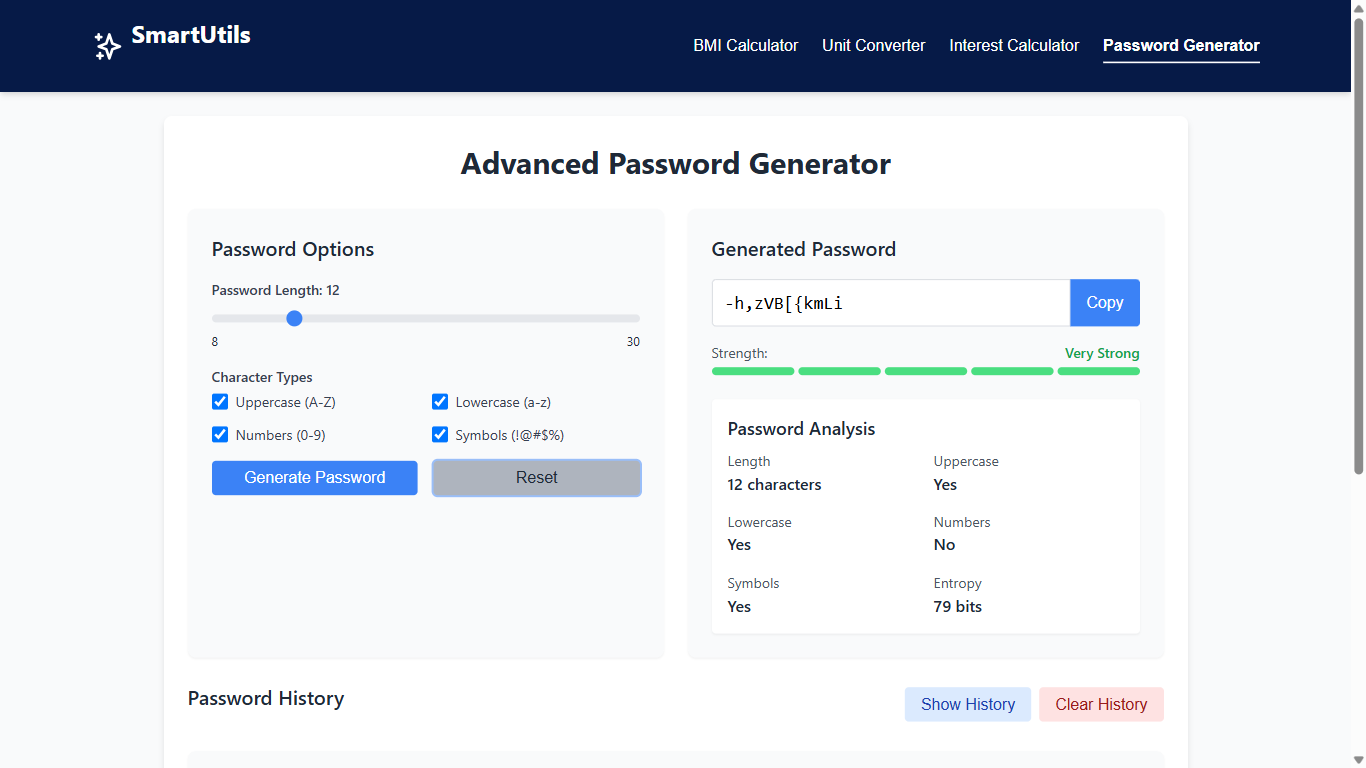 SmartUtils
BMI Calculator Unit Converter Interest Calculator Password Generator
Advanced Password Generator
Password Options
Password Length: 12
8 30
Character Types
Uppercase (A-Z) Lowercase (a-z)
Numbers (0-9) Symbols (!@#$%)
Generate Password Reset
Generated Password
-h,zVB[{kmLi Copy
Strength: Very Strong
Password Analysis
Length Uppercase
12 characters Yes
Lowercase Numbers
Yes No
Symbols Entropy
Yes 79 bits
Password History Show History Clear History